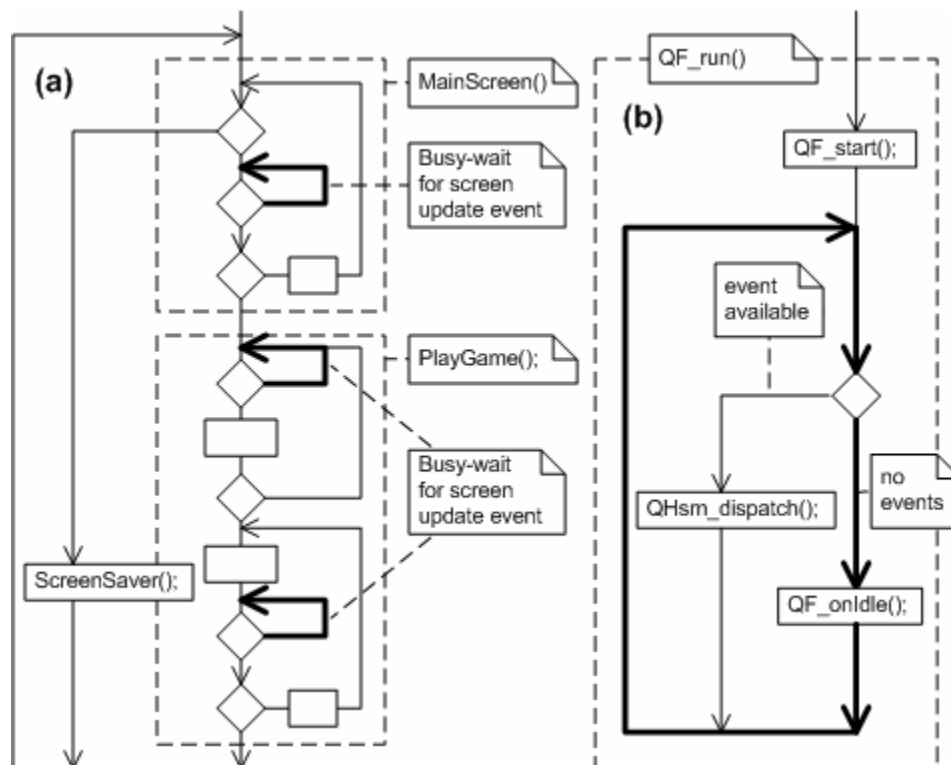 (a)
MainScreen()
Busy-wait
for screen
update event
PlayGame();
Busy-wait
for screen
update event
ScreenSaver();
QF_run()
(b)
QF_start();
event
available
no
events
QHsm_dispatch();
QF_onIdle();